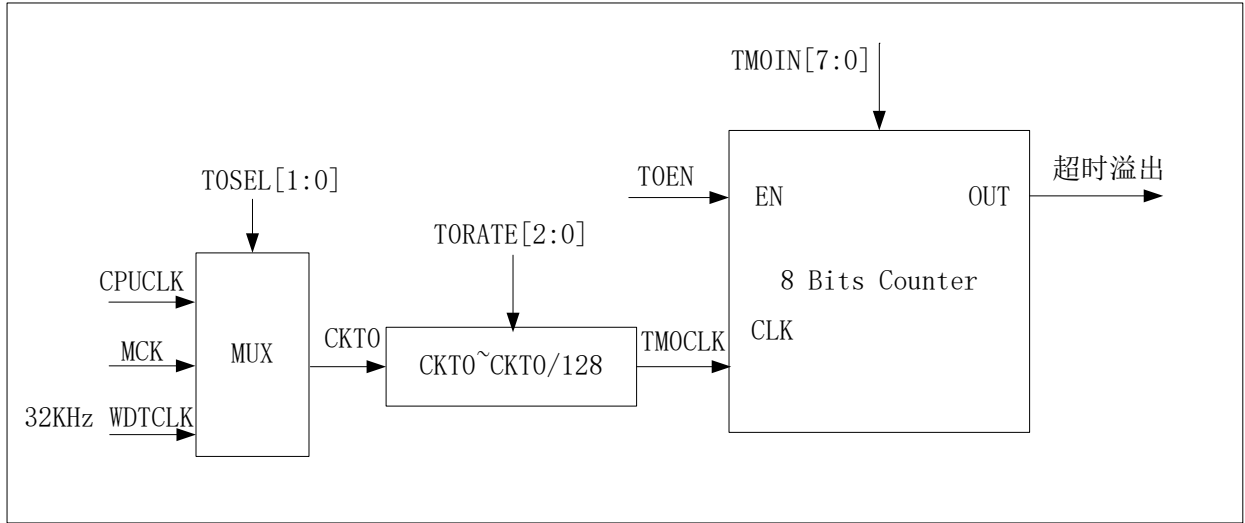 TMOIN[7:0]
TOEN
EN
OUT
超时溢出
TOSEL[1:0]
TORATE[2:0]
8 Bits Counter
CPUCLK
MCK
MUX
CKTO
CKTO~CKTO/128
TMOCLK
CLK
32KHz WDTCLK